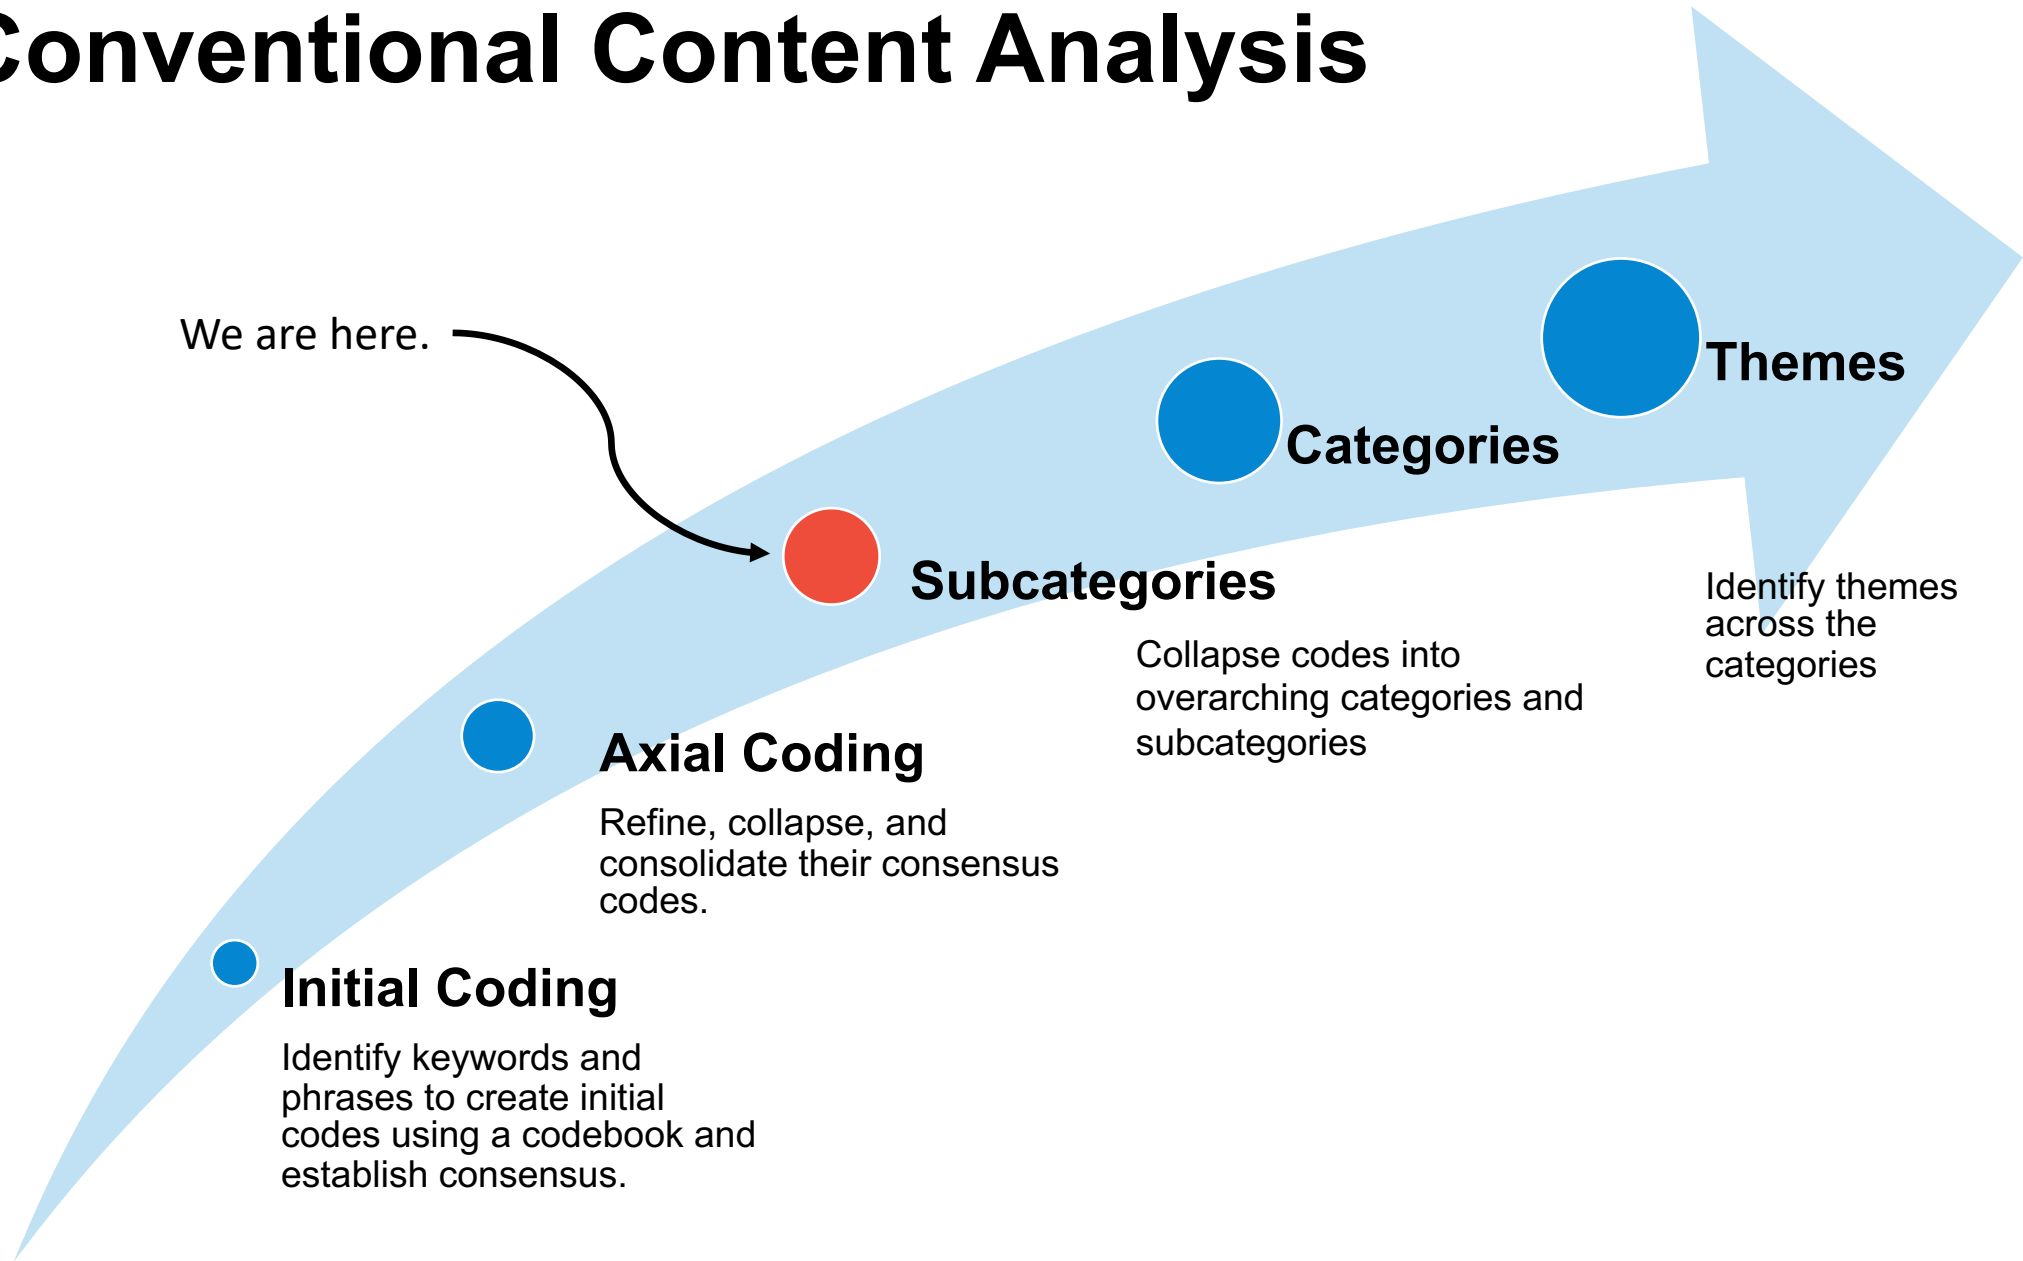 Conventional Content Analysis
We are here.
Themes
Categories
Subcategories
Identify themes
across the
categories
Collapse codes into
overarching categories and
subcategories
Axial Coding
Refine, collapse, and
consolidate their consensus
codes.
Initial Coding
Identify keywords and
phrases to create initial
codes using a codebook and
establish consensus.